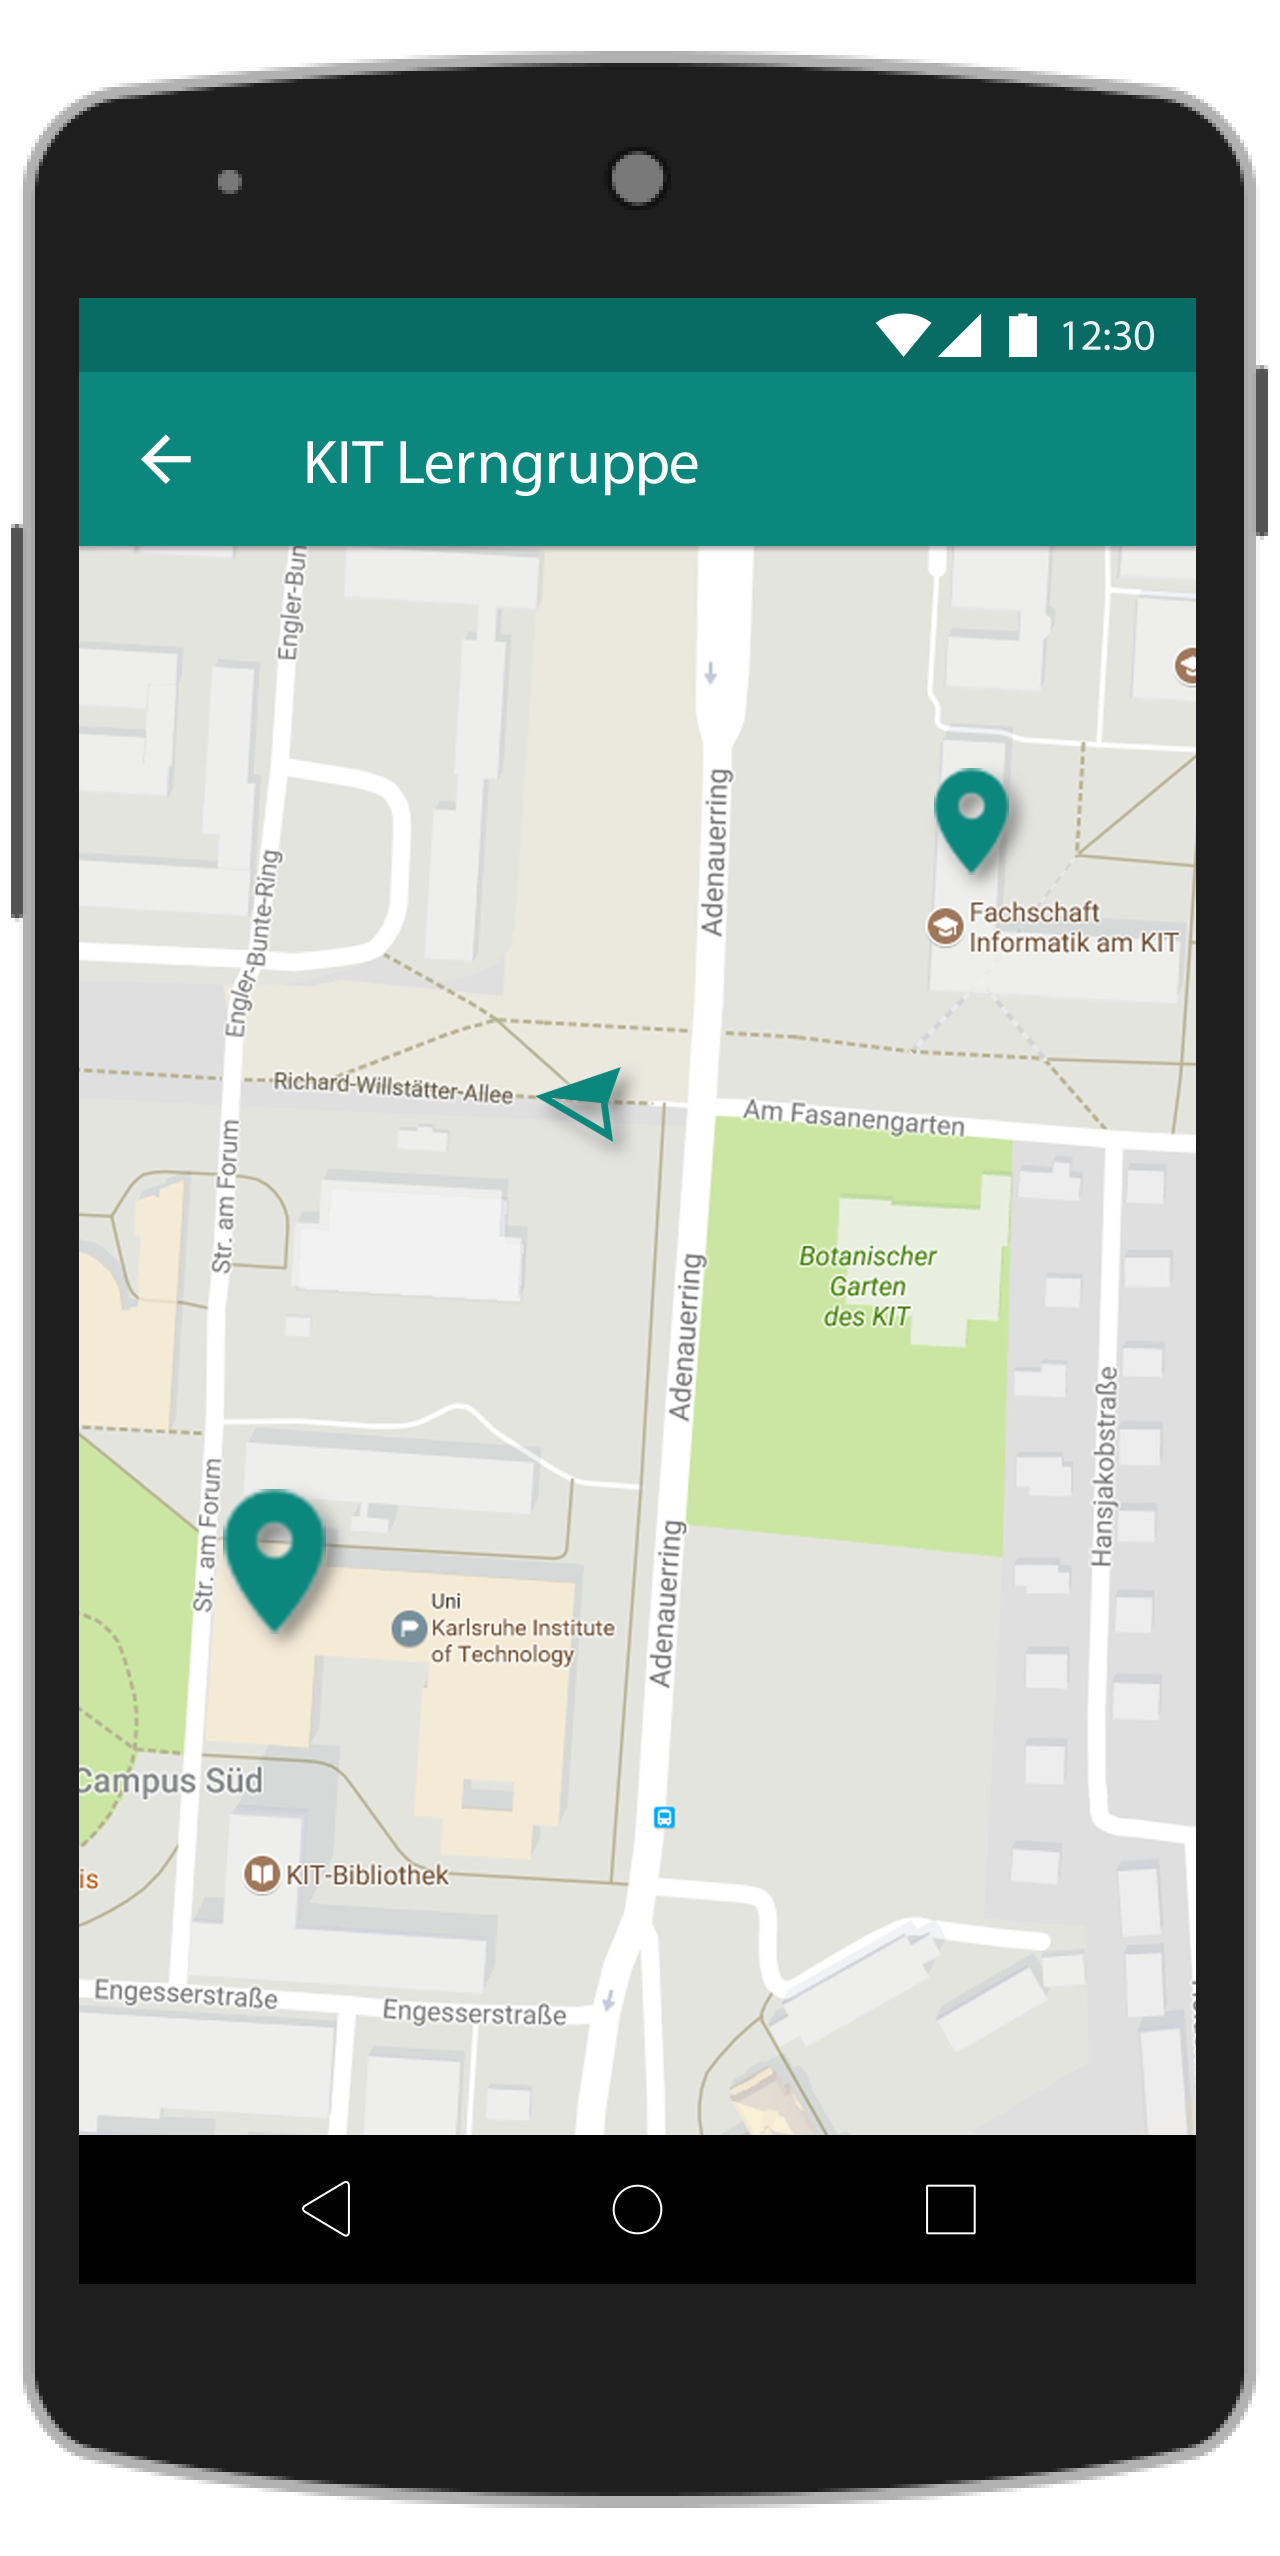 12:30
KIT Lerngruppe
Engler-Bun
Adenauerring
Engler-Bunte-Ring
Fachschaft
Informatik am KIT
Richard-Willstätter-Allee
Am Fasanengarten
Str. am Forum
Botanischer
Garten
des KIT
Adenauerring
Hansjakobstraße
Str. am Forum
Adenauerring
Uni
Karlsruhe Institute
of Technology
Campus Süd
KIT-Bibliothek
is
Engesserstraße
Engesserstraße